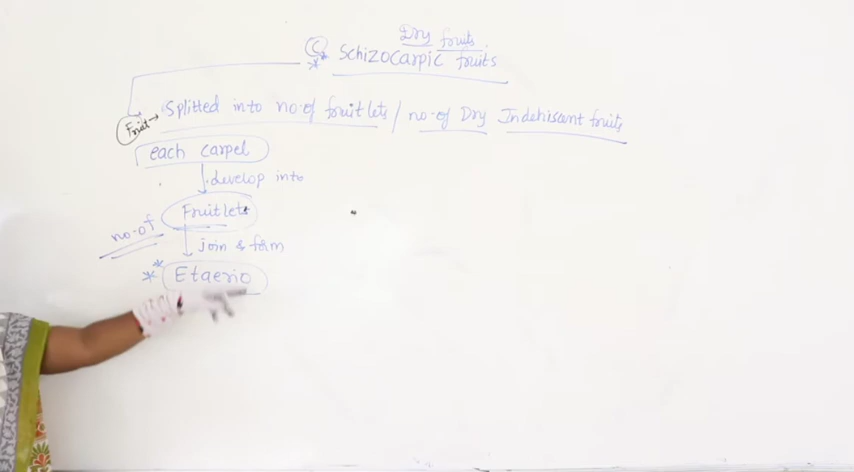 Dry fruits
(C) Schizocarpic fruits
Fruit → Splitted into no·of fruitlets / no·of Dry Indehisant fruits
each carpel
develop into
no·of Fruitlets
join & form
Etaerio